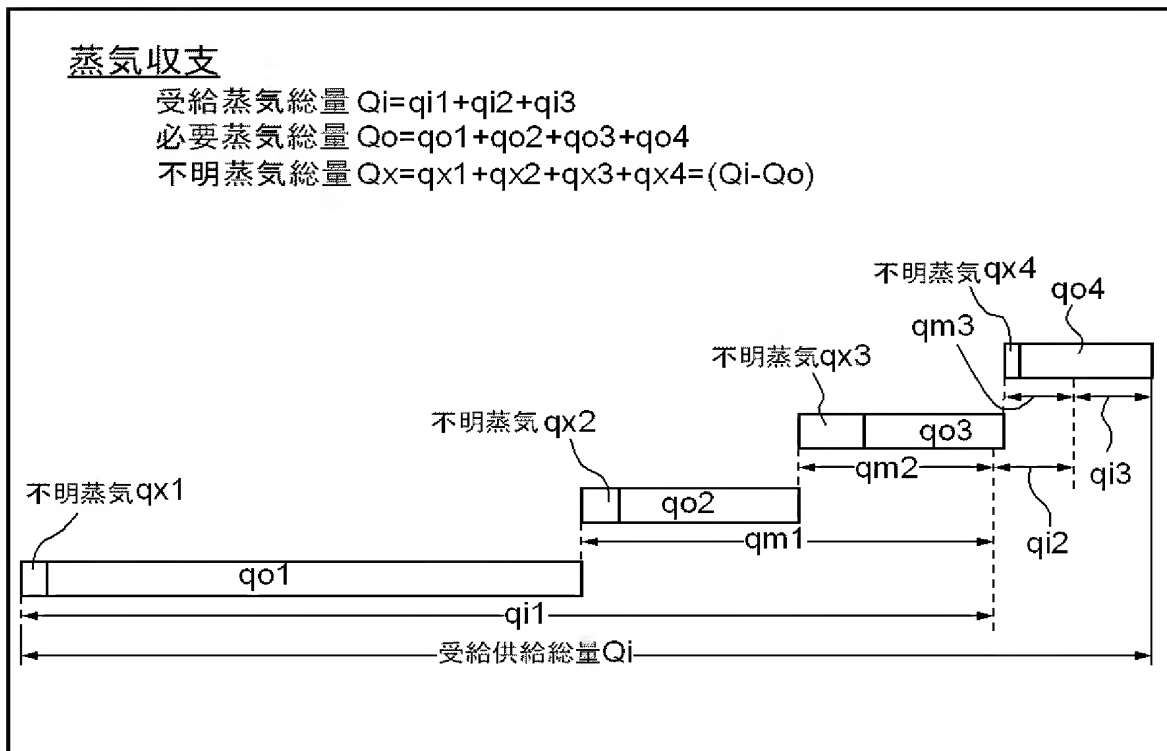 蒸気収支
受給蒸気総量 Qi=qi1+qi2+qi3
必要蒸気総量 Qo=qo1+qo2+qo3+qo4
不明蒸気総量 Qx=qx1+qx2+qx3+qx4=(Qi-Qo)
不明蒸気qx4
qo4
qm3
不明蒸気qx3
qo3
qi3
qm2
不明蒸気qx2
qo2
qi2
qm1
不明蒸気qx1
qo1
qi1
受給供給総量Qi